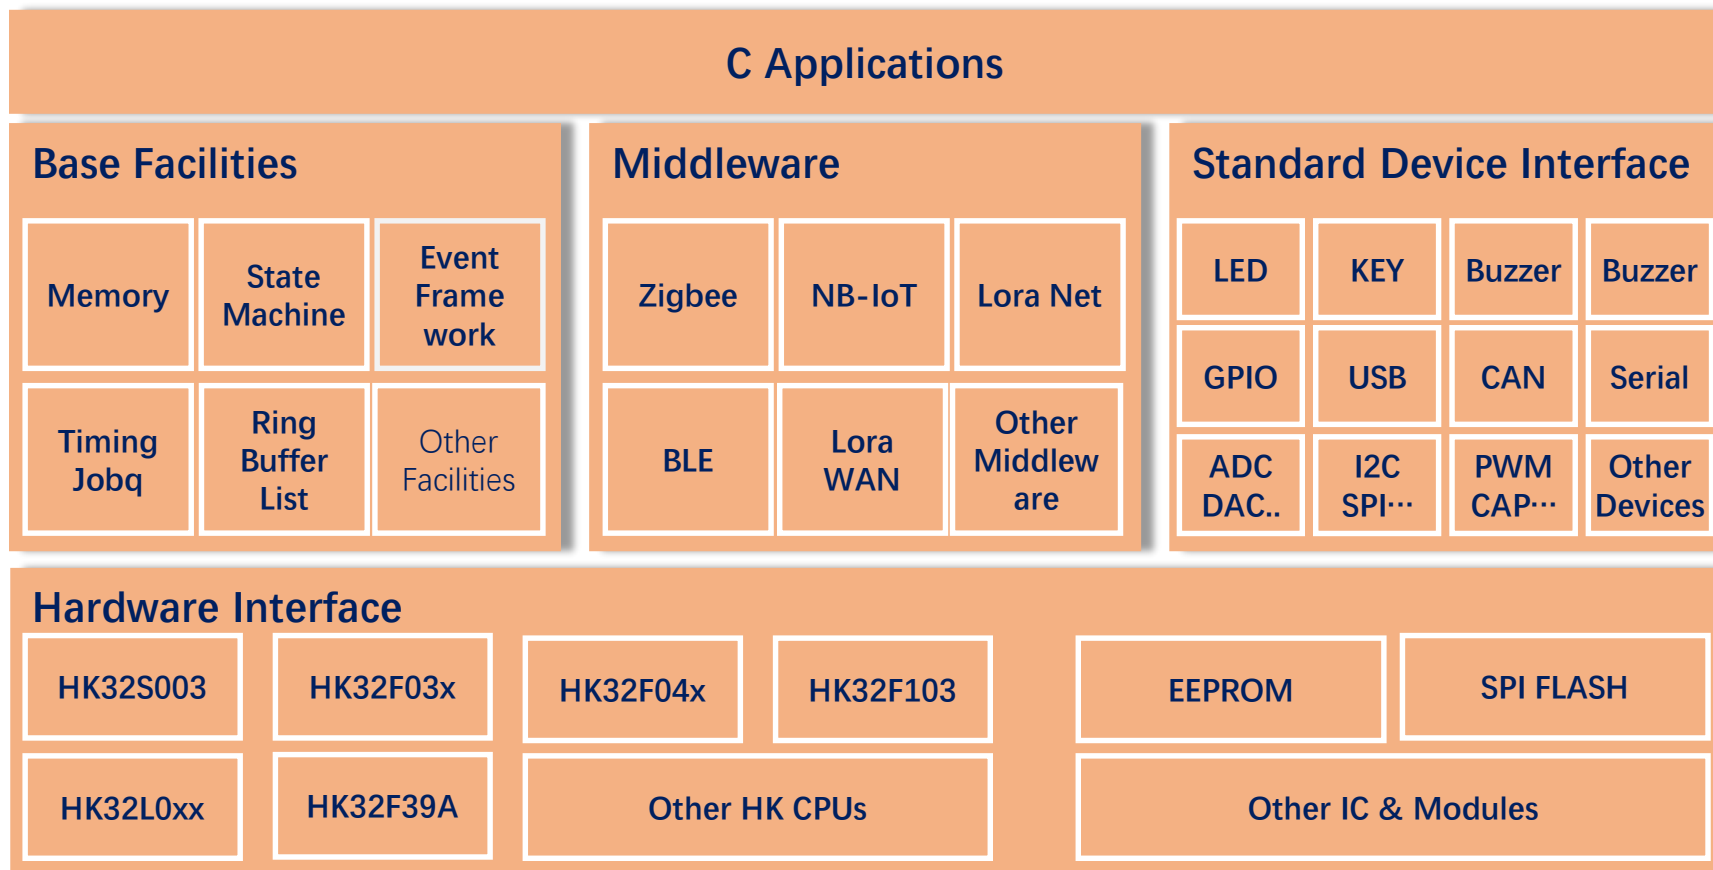 C Applications
Base Facilities
Memory
State
Machine
Event
Frame
work
Timing
Jobq
Ring
Buffer
List
Other
Facilities
Middleware
Zigbee
NB-IoT
Lora Net
BLE
Lora
WAN
Other
Middlew
are
Standard Device Interface
LED
KEY
Buzzer
Buzzer
GPIO
USB
CAN
Serial
ADC
DAC..
I2C
SPI···
PWM
CAP···
Other
Devices
Hardware Interface
HK32S003
HK32F03x
HK32F04x
HK32F103
EEPROM
SPI FLASH
HK32L0xx
HK32F39A
Other HK CPUs
Other IC & Modules